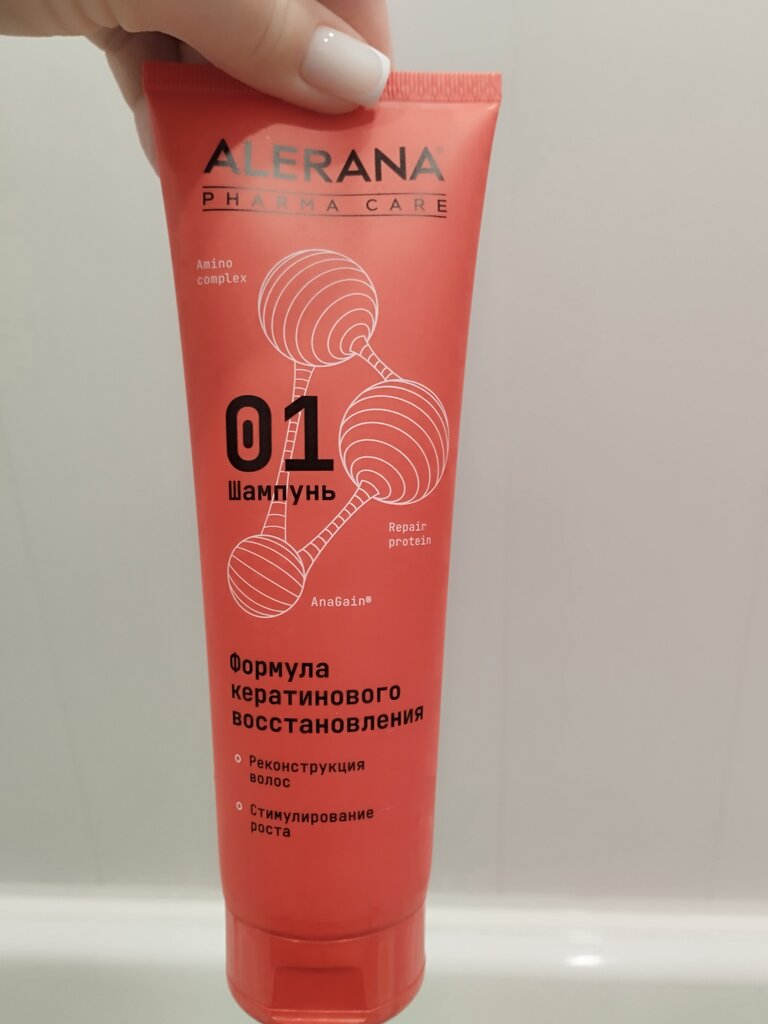 ALERANA
PHARMA CARE
Amino
complex
01
Шампунь
Repair
protein
AnaGain®
Формула
кератинового
восстановления
Реконструкция
волос
Стимулирование
роста